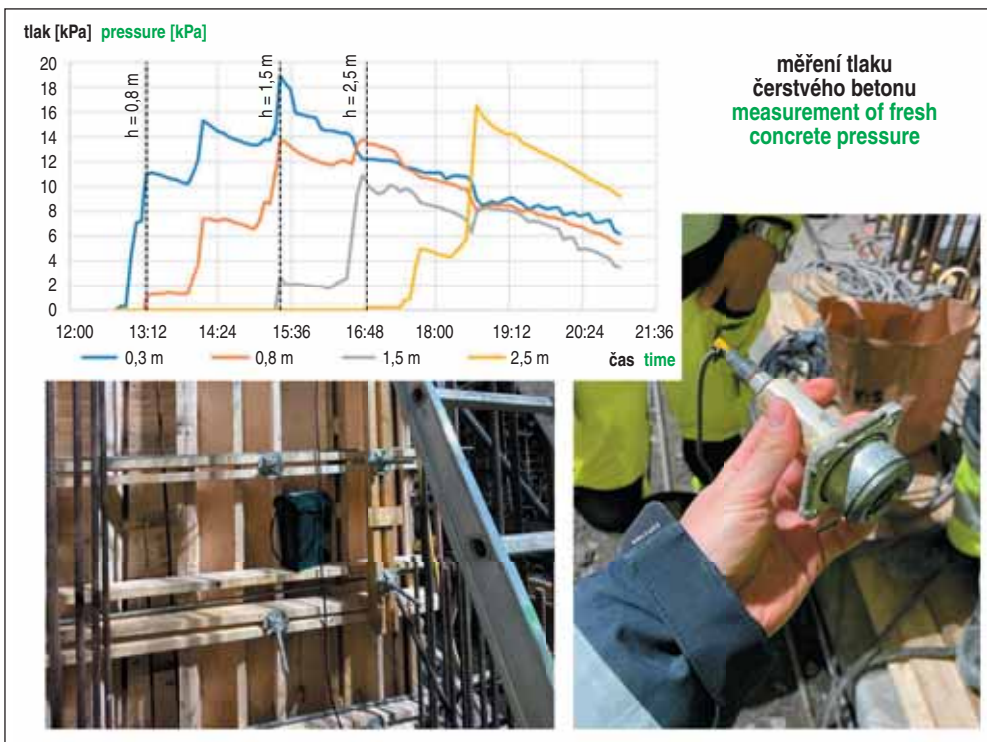 tlak [kPa] pressure [kPa]
měření tlaku
čerstvého betonu
measurement of fresh
concrete pressure
20
18
16
14
12
10
8
6
4
2
0
h = 0,8 m
h = 1,5 m
h = 2,5 m
12:00 13:12 14:24 15:36 16:48 18:00 19:12 20:24 21:36
0,3 m 0,8 m 1,5 m 2,5 m
čas time